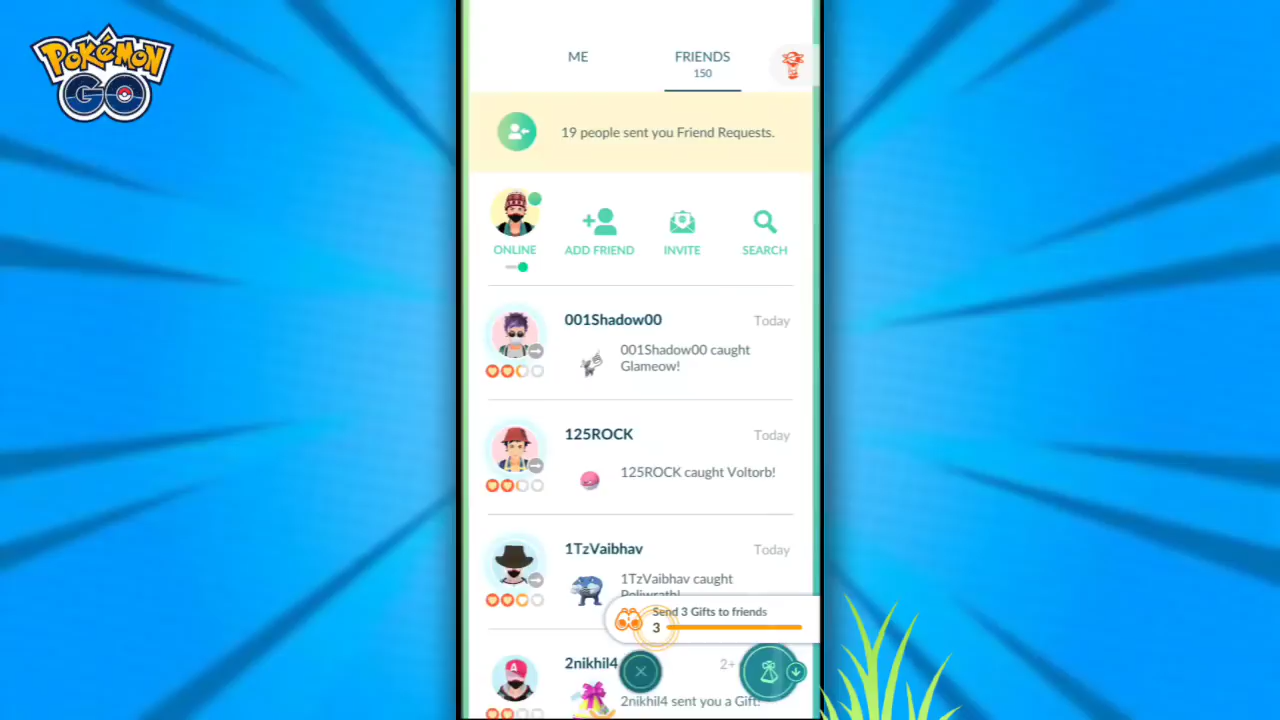 POKÉMON
GO
ME
FRIENDS
150
19 people sent you Friend Requests.
ONLINE
ADD FRIEND
INVITE
SEARCH
001Shadow00
Today
001Shadow00 caught
Glameow!
125ROCK
Today
125ROCK caught Voltorb!
1TzVaibhav
Today
1TzVaibhav caught
Poliwrath!
Send 3 Gifts to friends
3
2nikhil4
2+
2nikhil4 sent you a Gift!